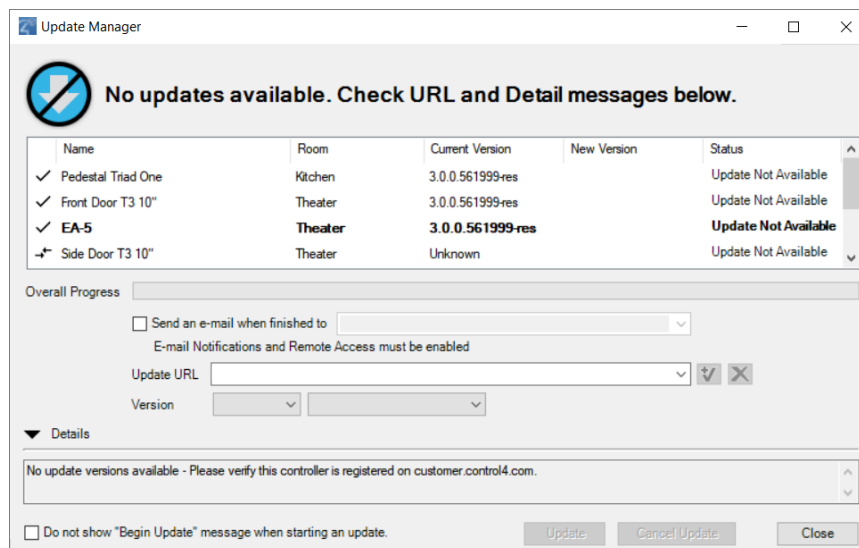 Update Manager
No updates available. Check URL and Detail messages below.
Name Room Current Version New Version Status
Pedestal Triad One Kitchen 3.0.0.561999-res Update Not Available
Front Door T3 10" Theater 3.0.0.561999-res Update Not Available
EA-5 Theater 3.0.0.561999-res Update Not Available
Side Door T3 10" Theater Unknown Update Not Available
Overall Progress
Send an e-mail when finished to
E-mail Notifications and Remote Access must be enabled
Update URL
Version
Details
No update versions available - Please verify this controller is registered on customer.control4.com.
Do not show "Begin Update" message when starting an update. Update Cancel Update Close